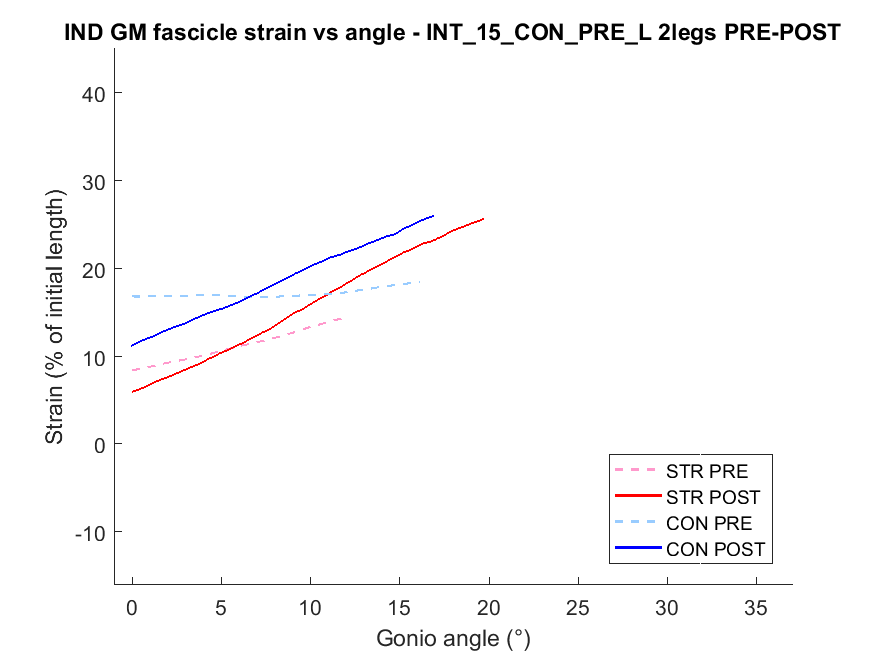 IND GM fascicle strain vs angle - INT_15_CON_PRE_L 2legs PRE-POST
Strain (% of initial length)
40
30
20
10
0
-10
0 5 10 15 20 25 30 35
Gonio angle (°)
STR PRE
STR POST
CON PRE
CON POST